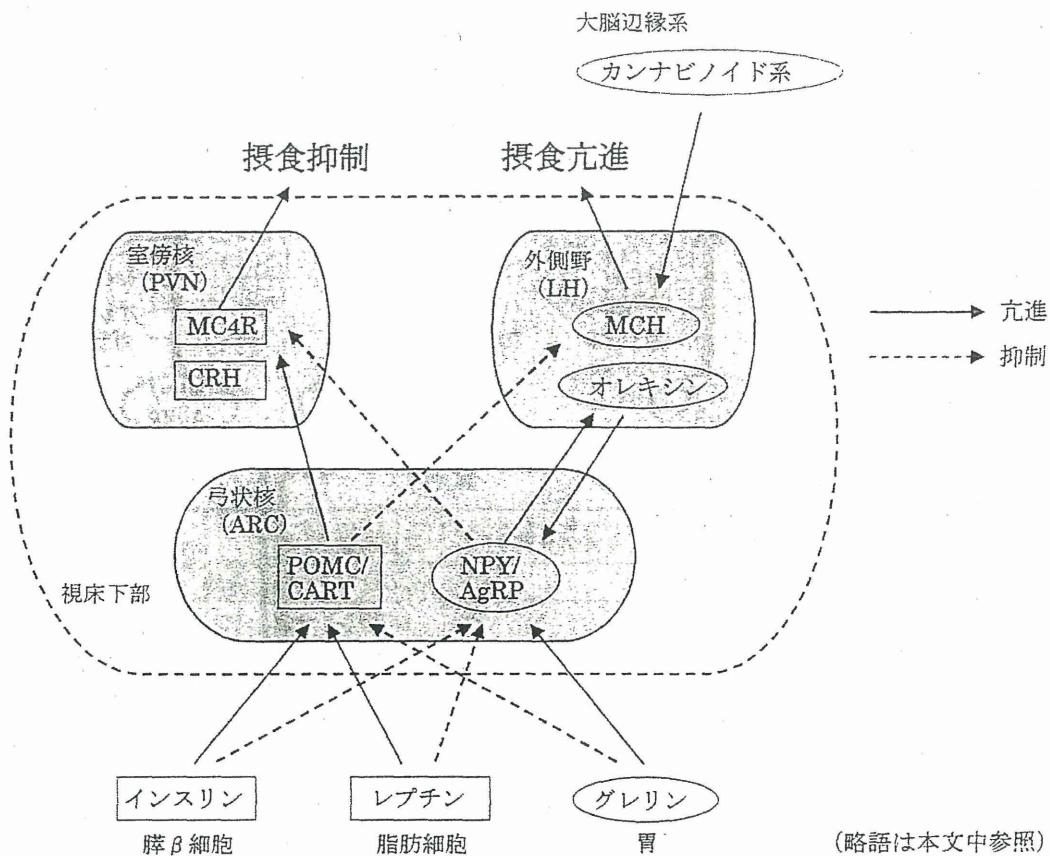 大脳辺縁系
カンナビノイド系
摂食抑制
摂食亢進
室傍核
(PVN)
MC4R
CRH
外側野
(LH)
MCH
オレキシン
亢進
抑制
弓状核
(ARC)
POMC/
CART
NPY/
AgRP
視床下部
インスリン
レプチン
グレリン
膵β細胞
脂肪細胞
胃
(略語は本文中参照)